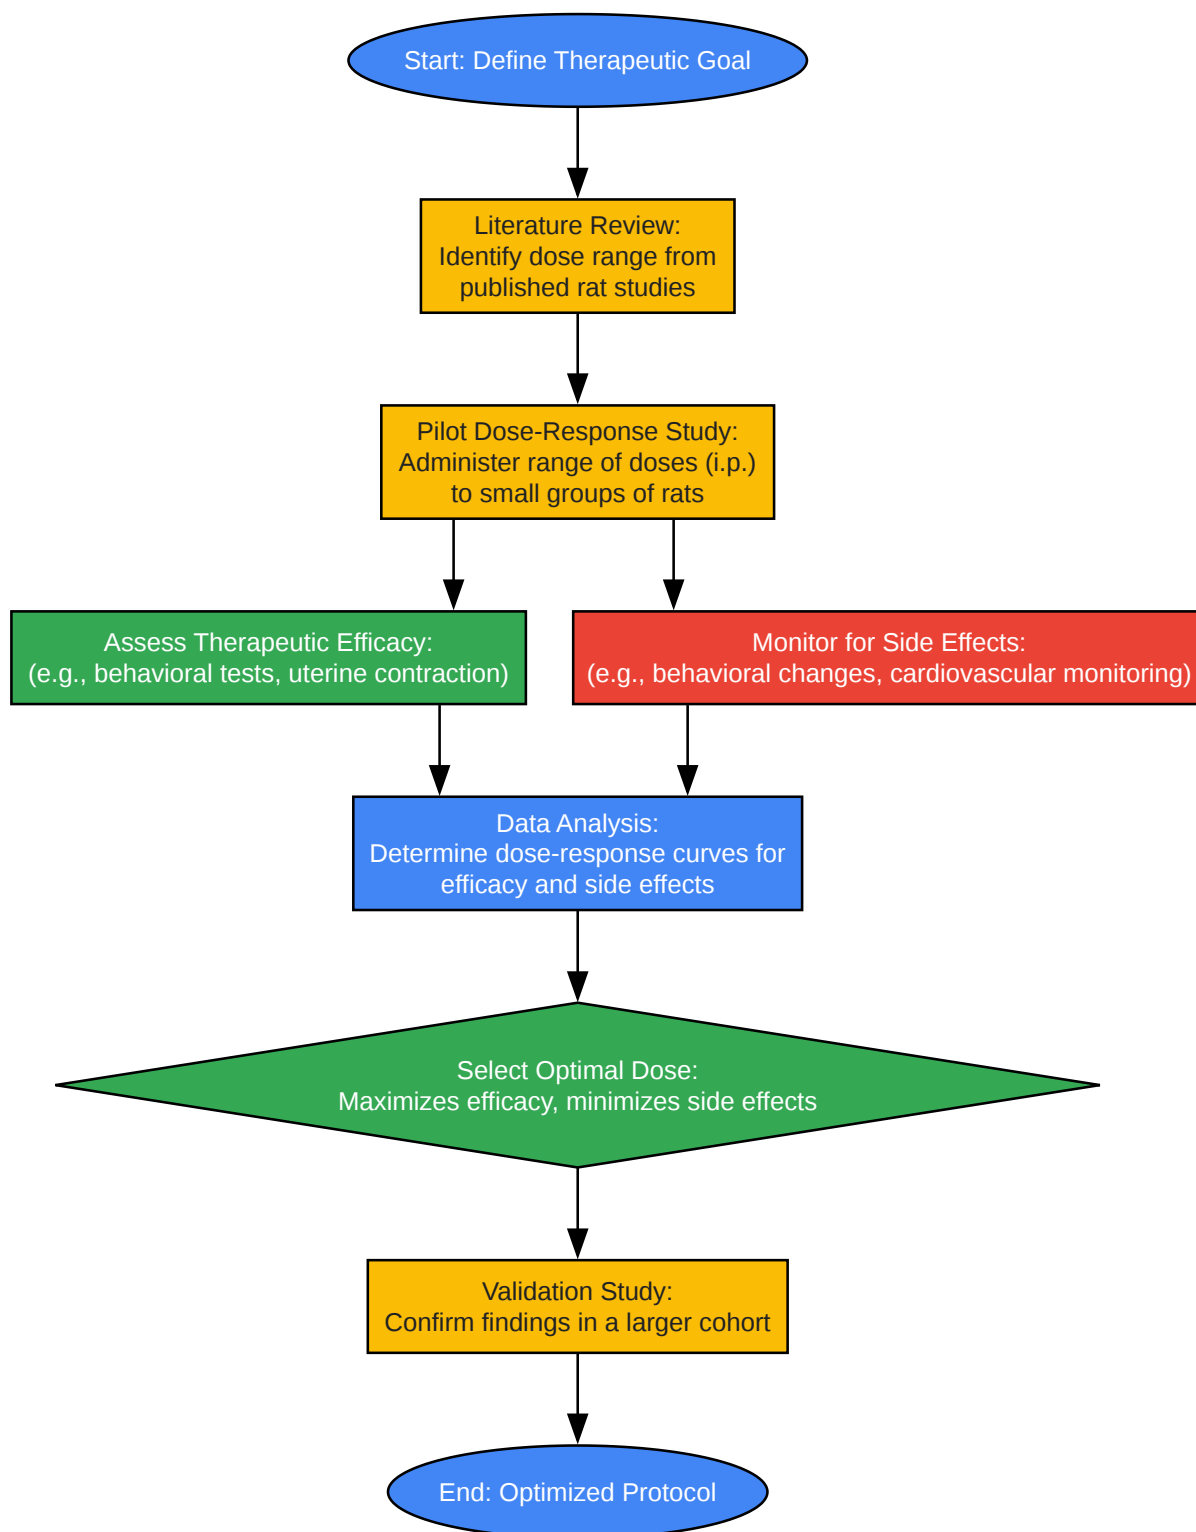 Start: Define Therapeutic Goal
Literature Review:
Identify dose range from
published rat studies
Pilot Dose-Response Study:
Administer range of doses (i.p.)
to small groups of rats
Assess Therapeutic Efficacy:
(e.g., behavioral tests, uterine contraction)
Monitor for Side Effects:
(e.g., behavioral changes, cardiovascular monitoring)
Data Analysis:
Determine dose-response curves for
efficacy and side effects
Select Optimal Dose:
Maximizes efficacy, minimizes side effects
Validation Study:
Confirm findings in a larger cohort
End: Optimized Protocol